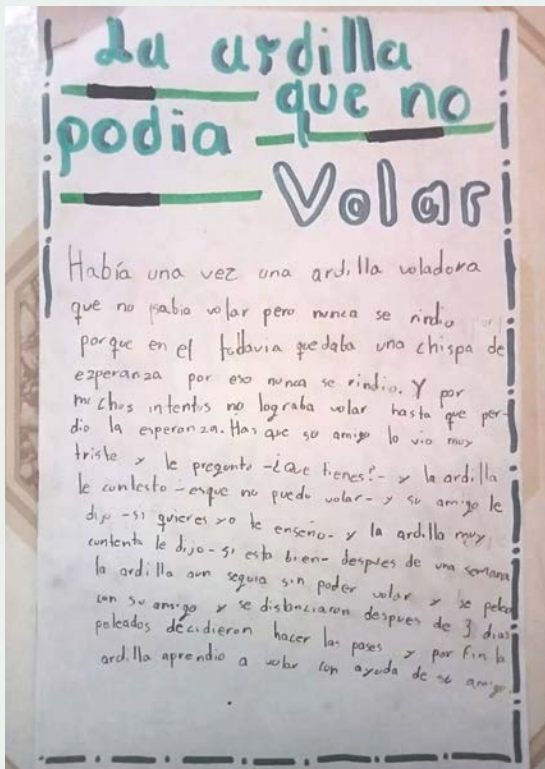 La ardilla
que no
podia
Volar
Había una vez una ardilla voladora
que no sabia volar pero nunca se rindio
porque en el todavia quedaba una chispa de
ezperanza por eso nunca se rindio. Y por
muchos intentos no lograba volar hasta que per-
dio la esperanza. Has que su amigo lo vio muy
triste y le pregunto -¿Que tienes?- y la ardilla
le contesto -esque no puedo volar- y su amigo le
dijo -si quieres yo te enseño- y la ardilla muy
contenta le dijo- si esta bien- despues de una semana
la ardilla aun seguia sin poder volar y se peleo
con su amigo y se distanciaron despues de 3 dias
peleados decidieron hacer las pases y por fin la
ardilla aprendio a volar con ayuda de su amigo